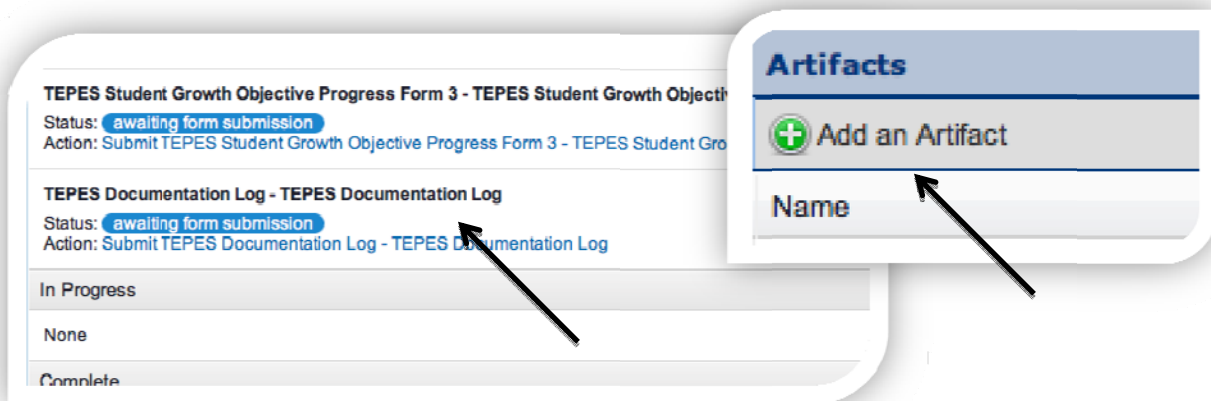 TEPES Student Growth Objective Progress Form 3 - TEPES Student Growth
Status: awaiting form submission
Action: Submit TEPES Student Growth Objective Progress Form 3 - TEPES Student
TEPES Documentation Log - TEPES Documentation Log
Status: awaiting form submission
Action: Submit TEPES Documentation Log - TEPES Documentation Log
In Progress
None
Complete
Artifacts
Add an Artifact
Name